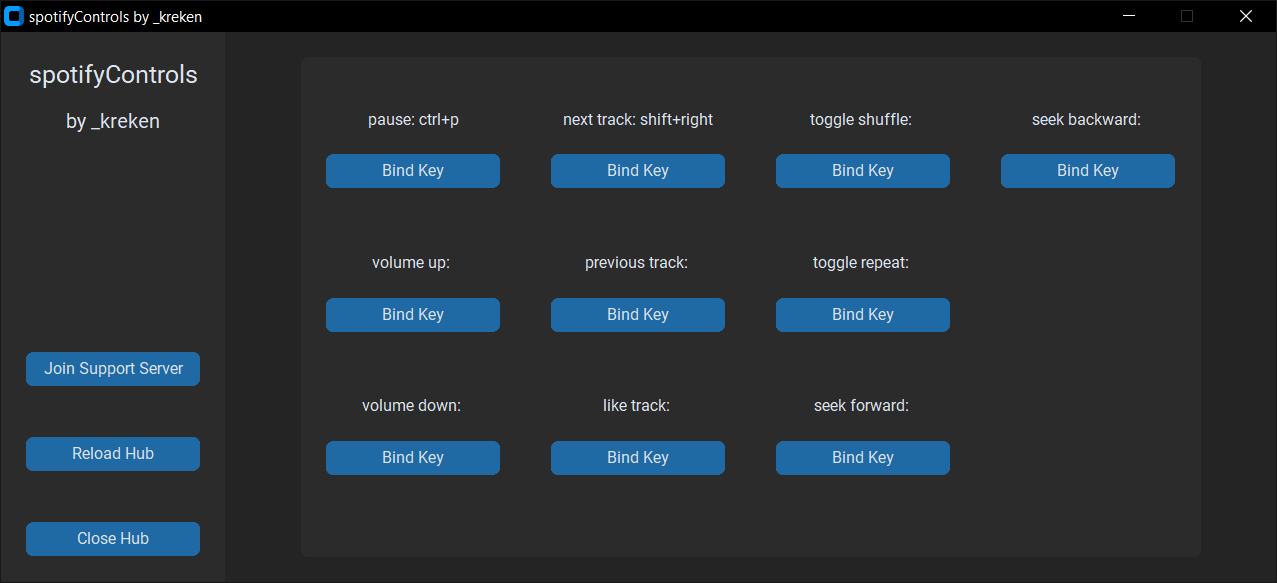 spotifyControls by _kreken
spotifyControls
by _kreken
Join Support Server
Reload Hub
Close Hub
pause: ctrl+p
next track: shift+right
toggle shuffle:
seek backward:
Bind Key
Bind Key
Bind Key
Bind Key
volume up:
previous track:
toggle repeat:
Bind Key
Bind Key
Bind Key
volume down:
like track:
seek forward:
Bind Key
Bind Key
Bind Key